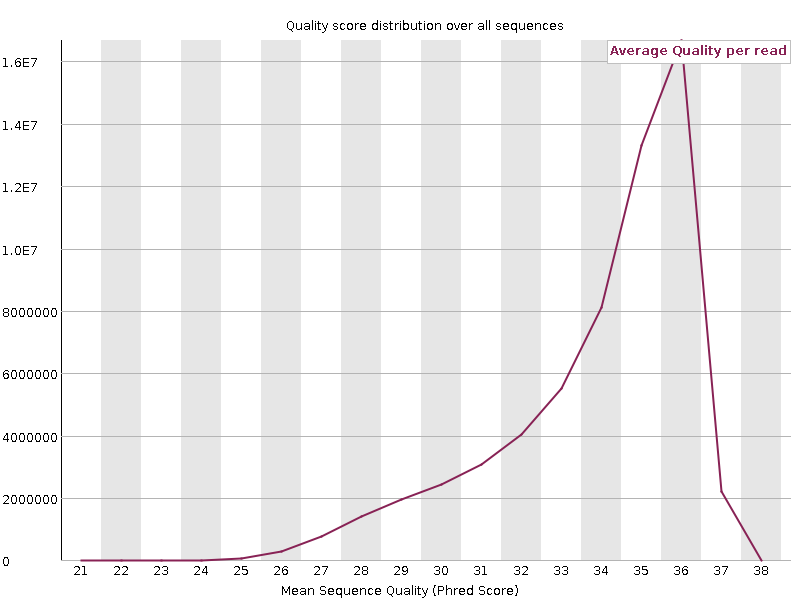 Quality score distribution over all sequences
Average Quality per read
1.6E7
1.4E7
1.2E7
1.0E7
8000000
6000000
4000000
2000000
0
21 22 23 24 25 26 27 28 29 30 31 32 33 34 35 36 37 38
Mean Sequence Quality (Phred Score)